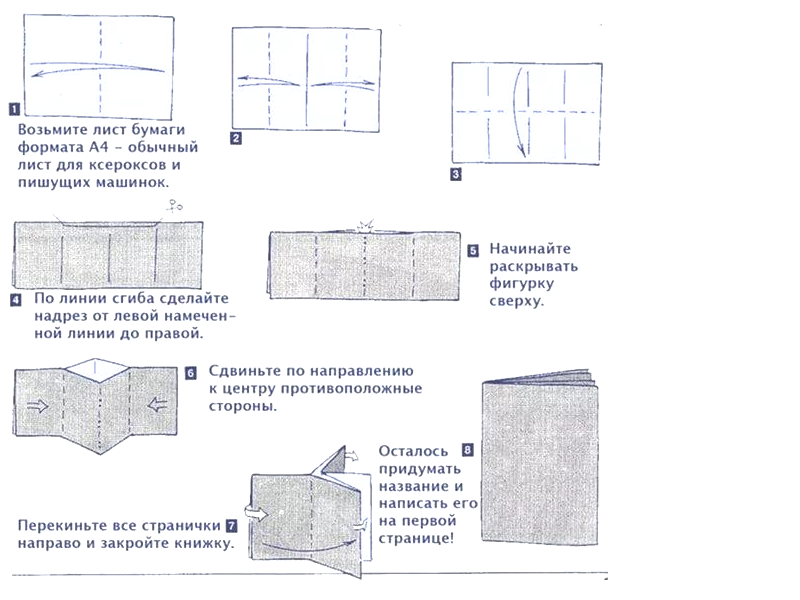 1
Возьмите лист бумаги
формата А4 – обычный
лист для ксероксов и
пишущих машинок.
2
3
4 По линии сгиба сделайте
надрез от левой намечен-
ной линии до правой.
5 Начинайте
раскрывать
фигурку
сверху.
6 Сдвиньте по направлению
к центру противоположные
стороны.
Перекиньте все странички 7
направо и закройте книжку.
Осталось 8
придумать
название и
написать его
на первой
странице!